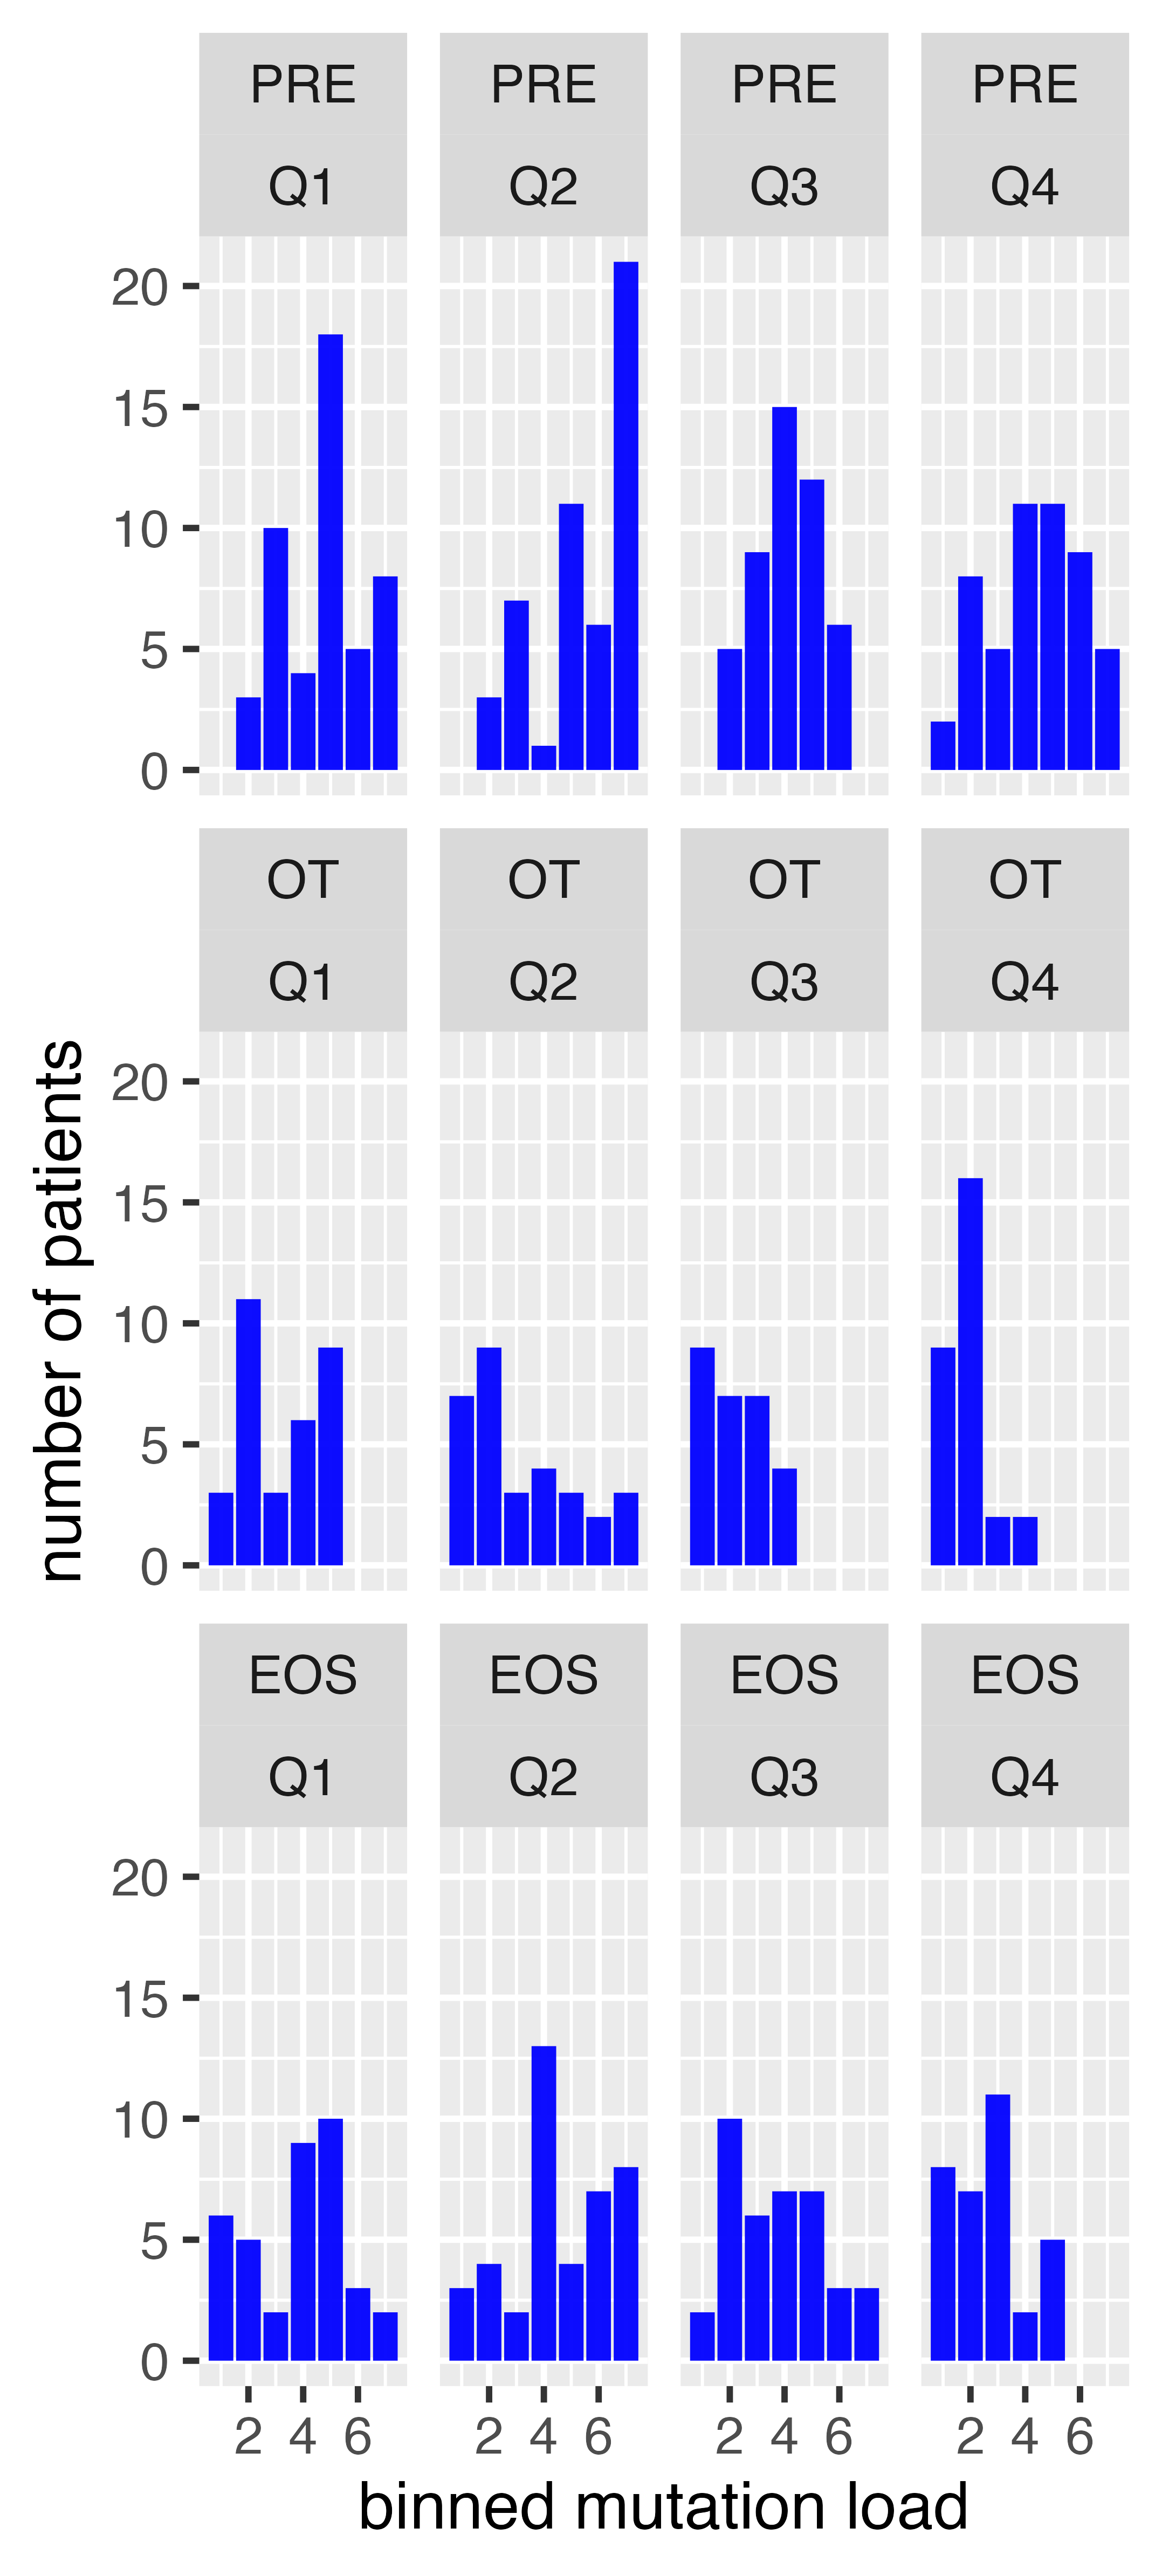 PRE PRE PRE PRE
Q1 Q2 Q3 Q4
20
15
10
5
0
OT OT OT OT
Q1 Q2 Q3 Q4
20
15
10
5
0
EOS EOS EOS EOS
Q1 Q2 Q3 Q4
20
15
10
5
0
2 4 6 2 4 6 2 4 6 2 4 6
binned mutation load
number of patients